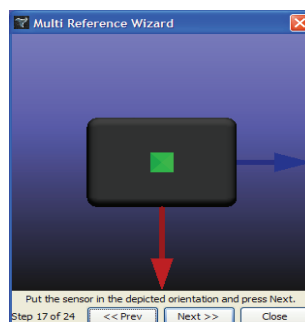 Multi Reference Wizard
Put the sensor in the depicted orientation and press Next.
Step 17 of 24 << Prev Next >> Close